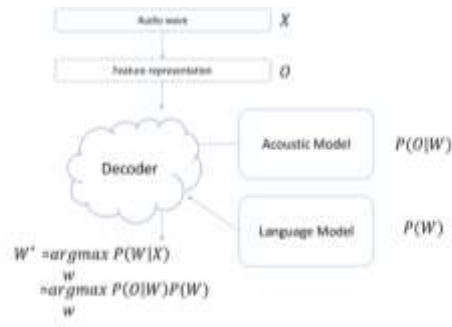 Audio wave X
Feature representation O
Acoustic Model P(O|W)
Decoder
Language Model P(W)
W* =argmax P(W|X)
w
=argmax P(O|W)P(W)
w